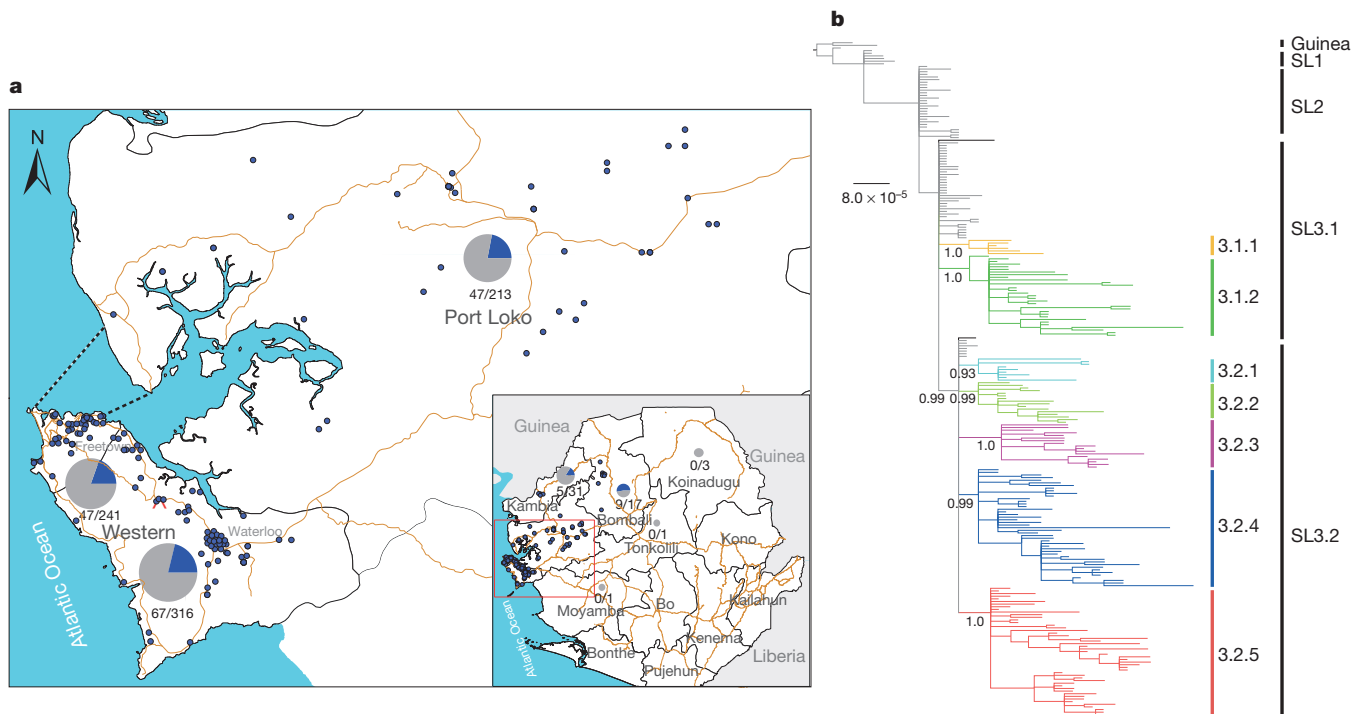 a
N
47/213
Port Loko
Freetown
47/241
Western
Waterloo
67/316
Atlantic Ocean
Guinea
Guinea
0/3
Koinadugu
5/31
Kambia
9/17
Bombali
0/1
Tonkolili
Kono
0/1
Moyamba
Bo
Kailahun
Kenema
Bonthe
Pujehun
Liberia
Atlantic Ocean
b
Guinea
SL1
SL2
8.0 × 10⁻⁵
SL3.1
1.0
3.1.1
1.0
3.1.2
0.93
3.2.1
0.99 0.99
3.2.2
1.0
3.2.3
0.99
3.2.4
SL3.2
1.0
3.2.5